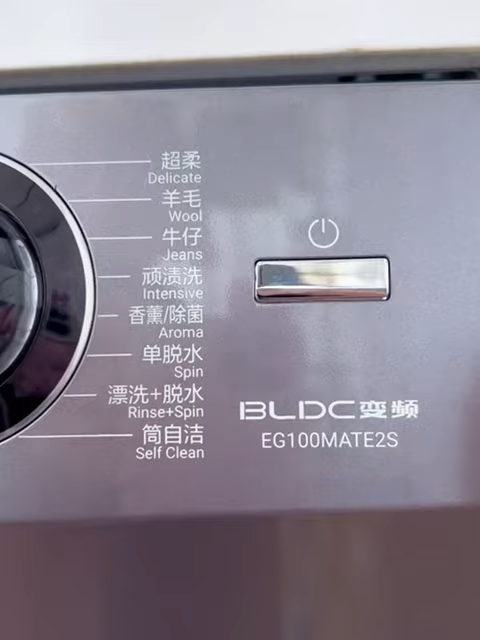 超柔
Delicate
羊毛
Wool
牛仔
Jeans
顽渍洗
Intensive
香薰/除菌
Aroma
单脱水
Spin
漂洗+脱水
Rinse+Spin
筒自洁
Self Clean
BLDC变频
EG100MATE2S